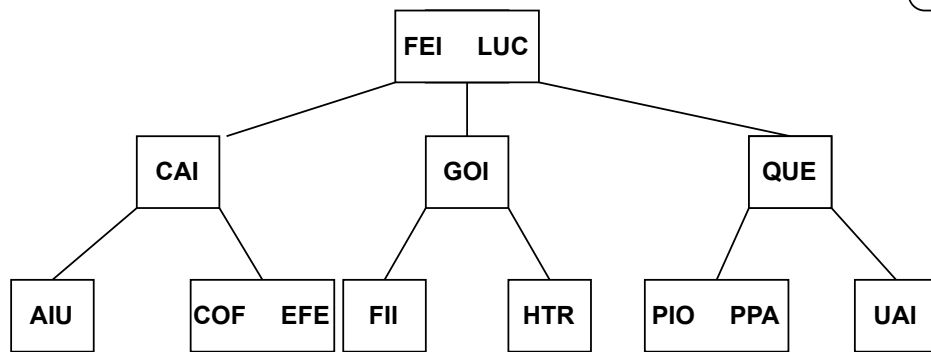 FEI LUC
CAI GOI QUE
AIU COF EFE FII HTR PIO PPA UAI